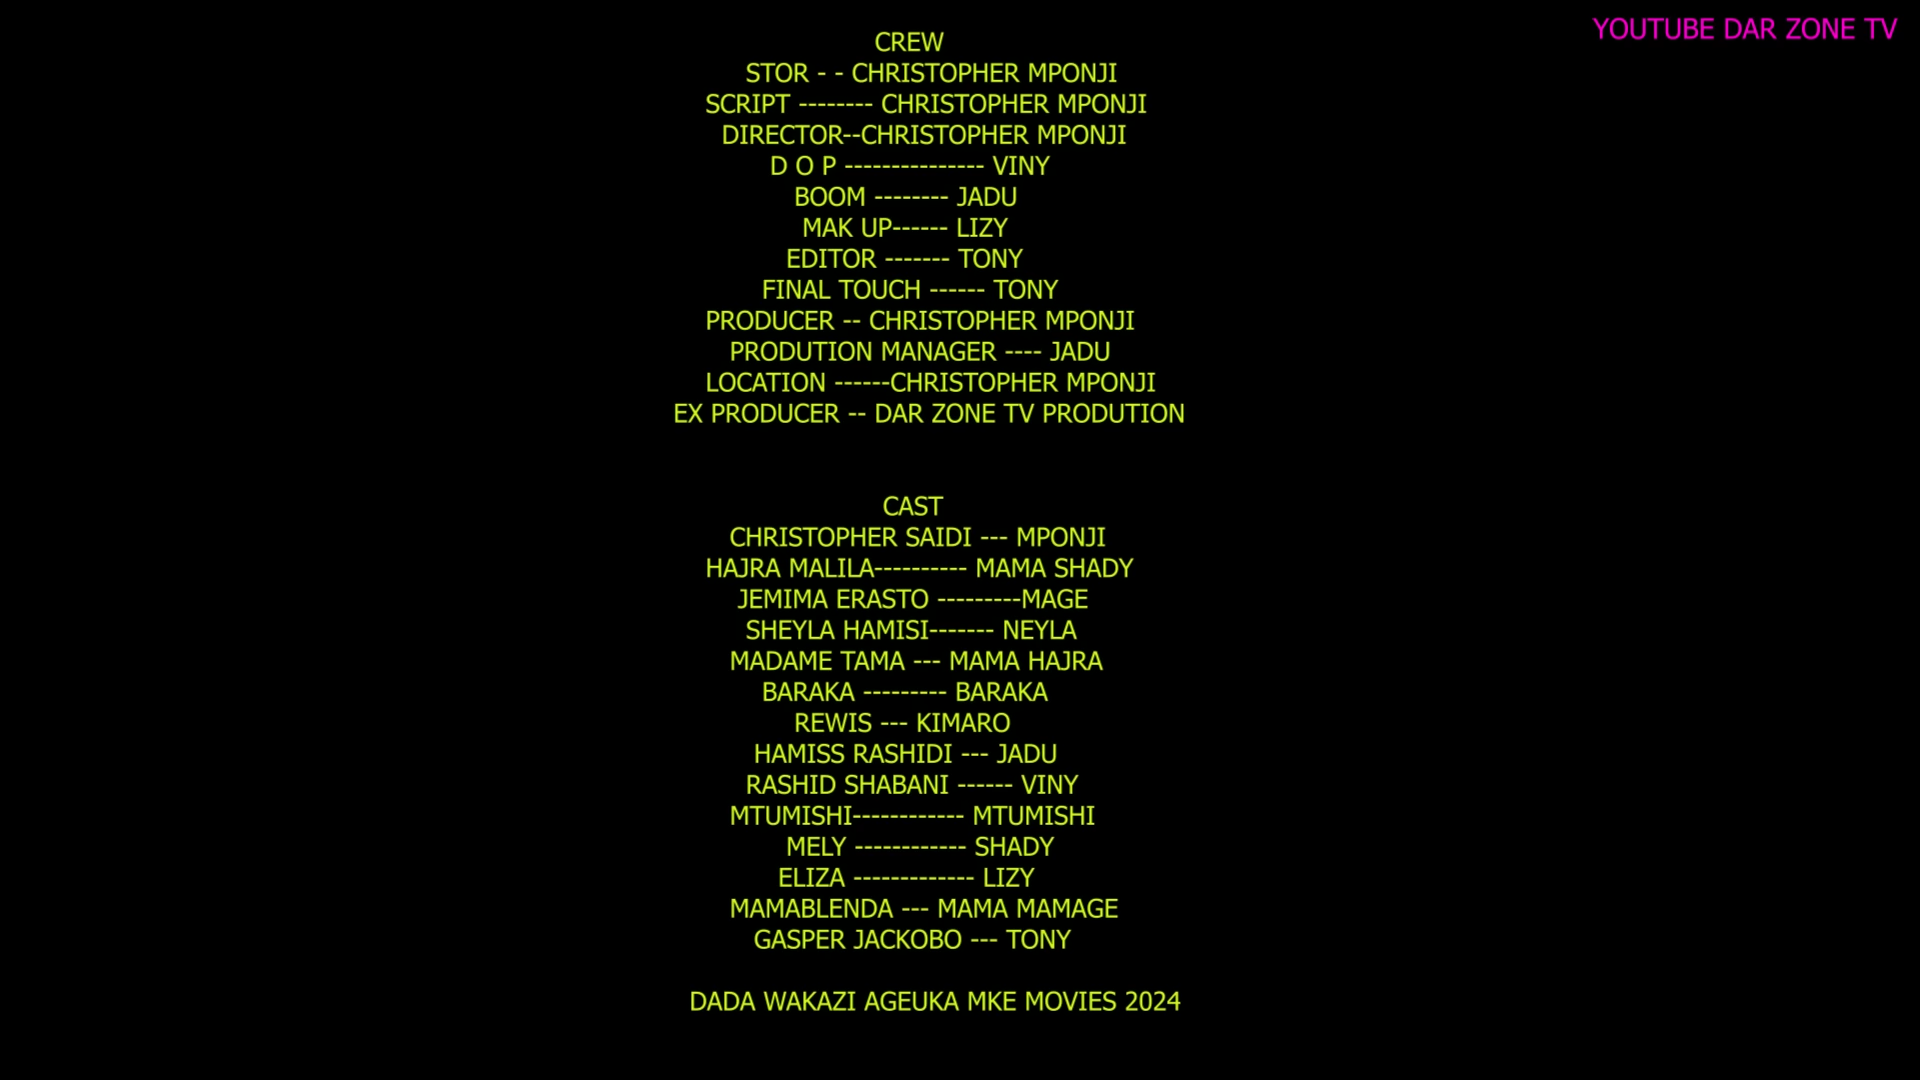 YOUTUBE DAR ZONE TV
CREW
STOR - - CHRISTOPHER MPONJI
SCRIPT -------- CHRISTOPHER MPONJI
DIRECTOR--CHRISTOPHER MPONJI
D O P --------------- VINY
BOOM -------- JADU
MAK UP------ LIZY
EDITOR ------- TONY
FINAL TOUCH ------ TONY
PRODUCER -- CHRISTOPHER MPONJI
PRODUTION MANAGER ---- JADU
LOCATION ------CHRISTOPHER MPONJI
EX PRODUCER -- DAR ZONE TV PRODUTION
CAST
CHRISTOPHER SAIDI --- MPONJI
HAJRA MALILA---------- MAMA SHADY
JEMIMA ERASTO ---------MAGE
SHEYLA HAMISI------- NEYLA
MADAME TAMA --- MAMA HAJRA
BARAKA --------- BARAKA
REWIS --- KIMARO
HAMISS RASHIDI --- JADU
RASHID SHABANI ------ VINY
MTUMISHI------------ MTUMISHI
MELY ------------ SHADY
ELIZA ------------- LIZY
MAMABLENDA --- MAMA MAMAGE
GASPER JACKOBO --- TONY
DADA WAKAZI AGEUKA MKE MOVIES 2024